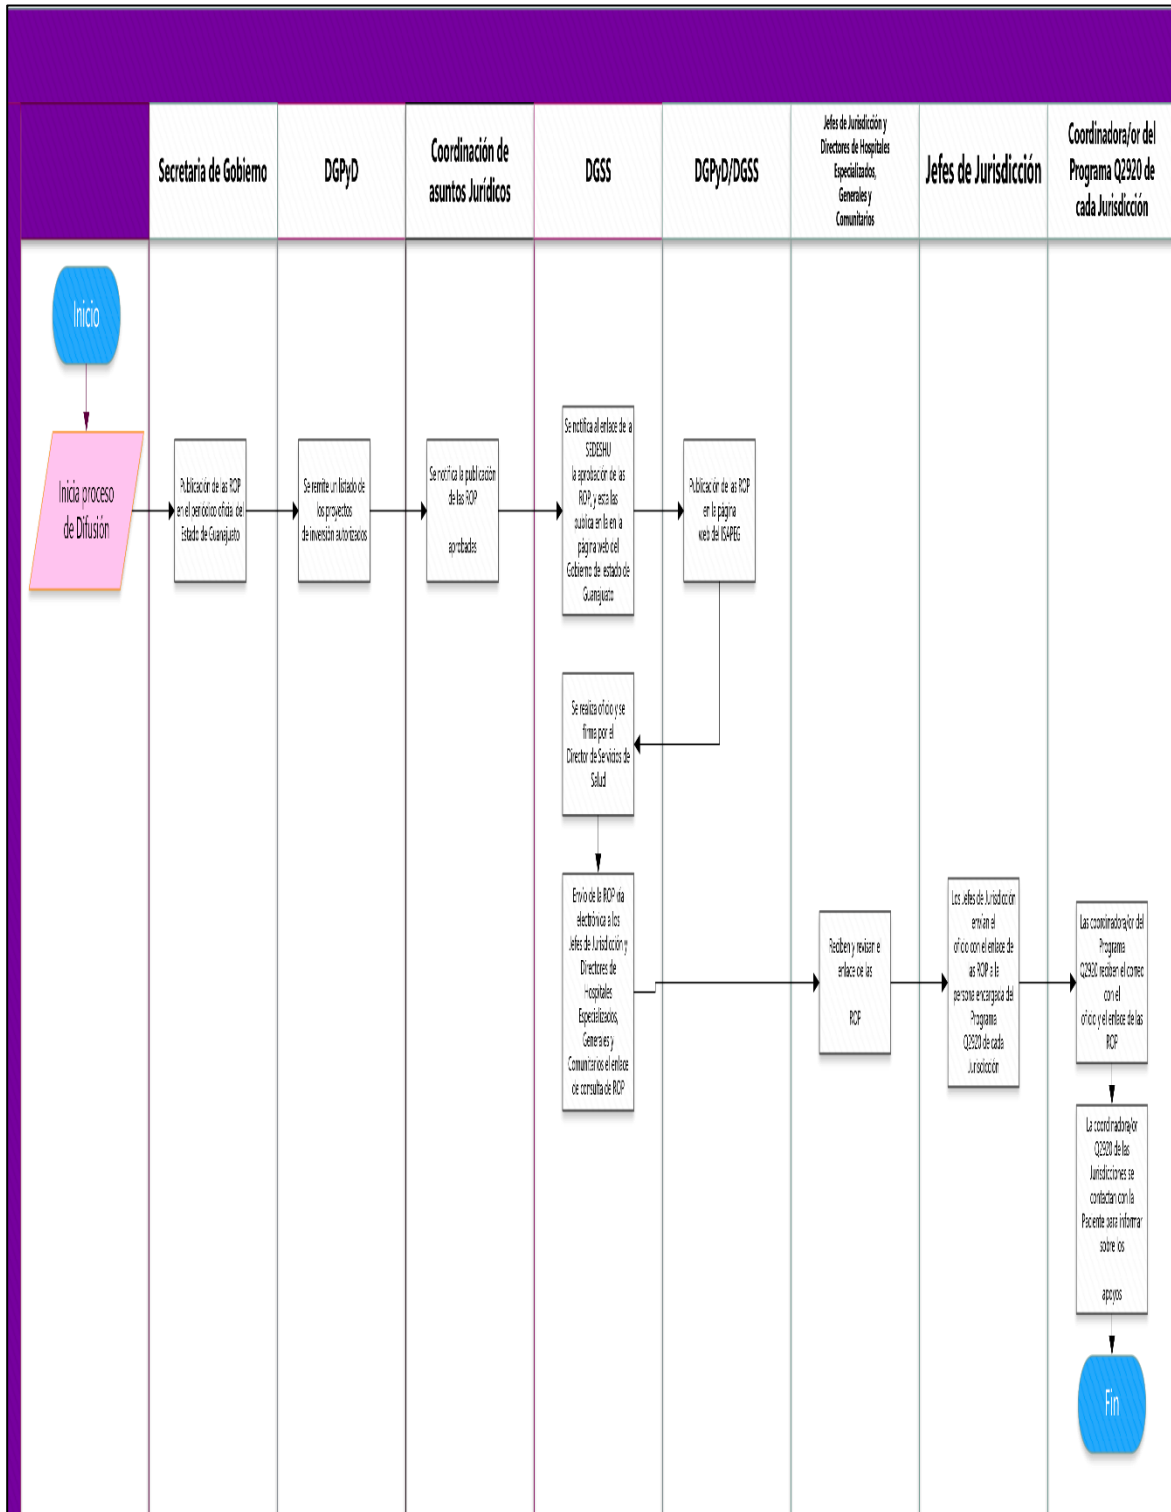 Secretaria de Gobierno
DGPyD
Coordinación de
asuntos Jurídicos
DGSS
DGPyD/DGSS
Jefes de Jurisdicción y
Directores de Hospitales
Especializados,
Generales y
Comunitarios
Jefes de Jurisdicción
Coordinadora/or del
Programa Q2920 de
cada Jurisdicción
Inicio
Inicia proceso
de Difusión
Publicación de las ROP
en el periódico oficial del
Estado de Guanajuato
Se remite un listado de
los proyectos
de inversión autorizados
Se notifica la publicación
de las ROP
aprobadas
Se notifica al enlace de la
SEDESHU
la aprobación de las
ROP, y esta las
publica en la en la
página web del
Gobierno del estado de
Guanajuato
Publicación de las ROP
en la página
web del ISAPEG
Se realiza oficio y se
firma por el
Director de Servicios de
Salud
Envío de la ROP vía
electrónica a los
Jefes de Jurisdicción y
Directores de
Hospitales
Especializados,
Generales y
Comunitarios el enlace
de consulta de ROP
Reciben y revisan e
enlace de las
ROP
Los Jefes de Jurisdicción
envían el
oficio con el enlace de
las ROP a la
persona encargada del
Programa
Q2920 de cada
Jurisdicción
Las coordinadora/or del
Programa
Q2920 reciben el correo
con el
oficio y el enlace de las
ROP
La coordinadora/or
Q2920 de las
Jurisdicciones se
contactan con la
Paciente para informar
sobre los
apoyos
Fin